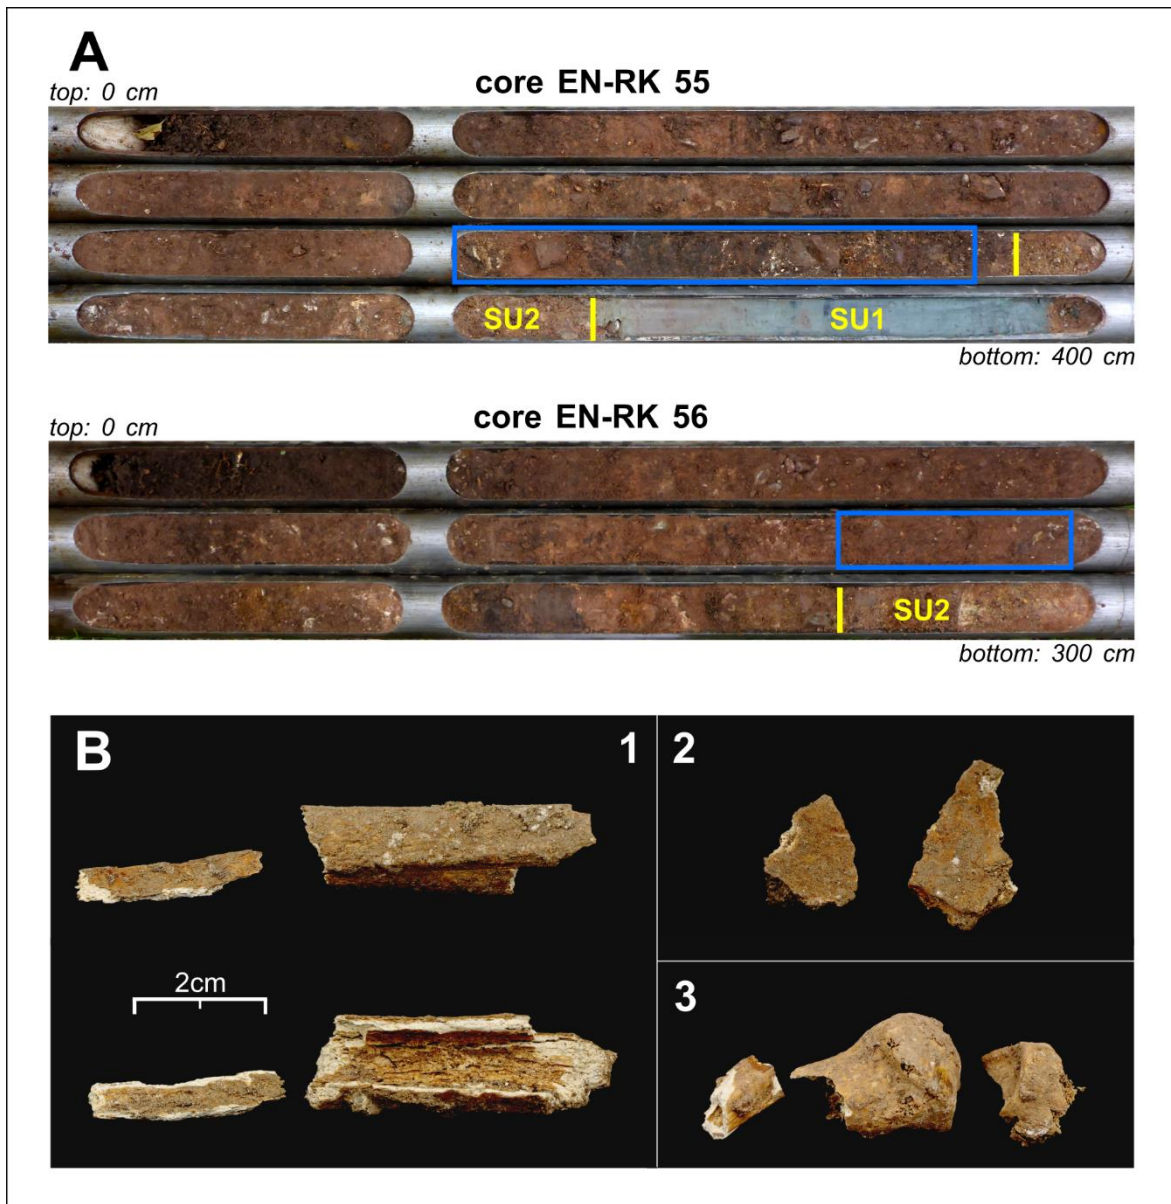 A
core EN-RK 55
top: 0 cm
SU2
SU1
bottom: 400 cm
core EN-RK 56
top: 0 cm
SU2
bottom: 300 cm
B
1
2
2cm
3